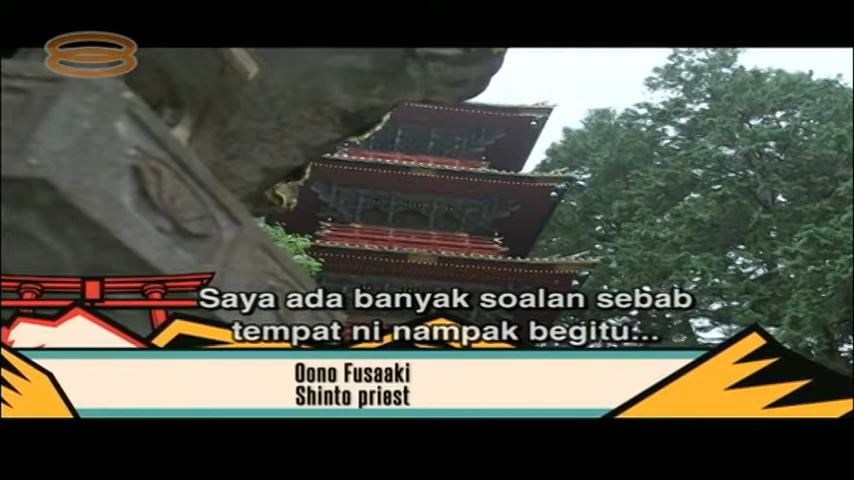 Saya ada banyak soalan sebab
tempat ni nampak begitu...
Oono Fusaaki
Shinto priest